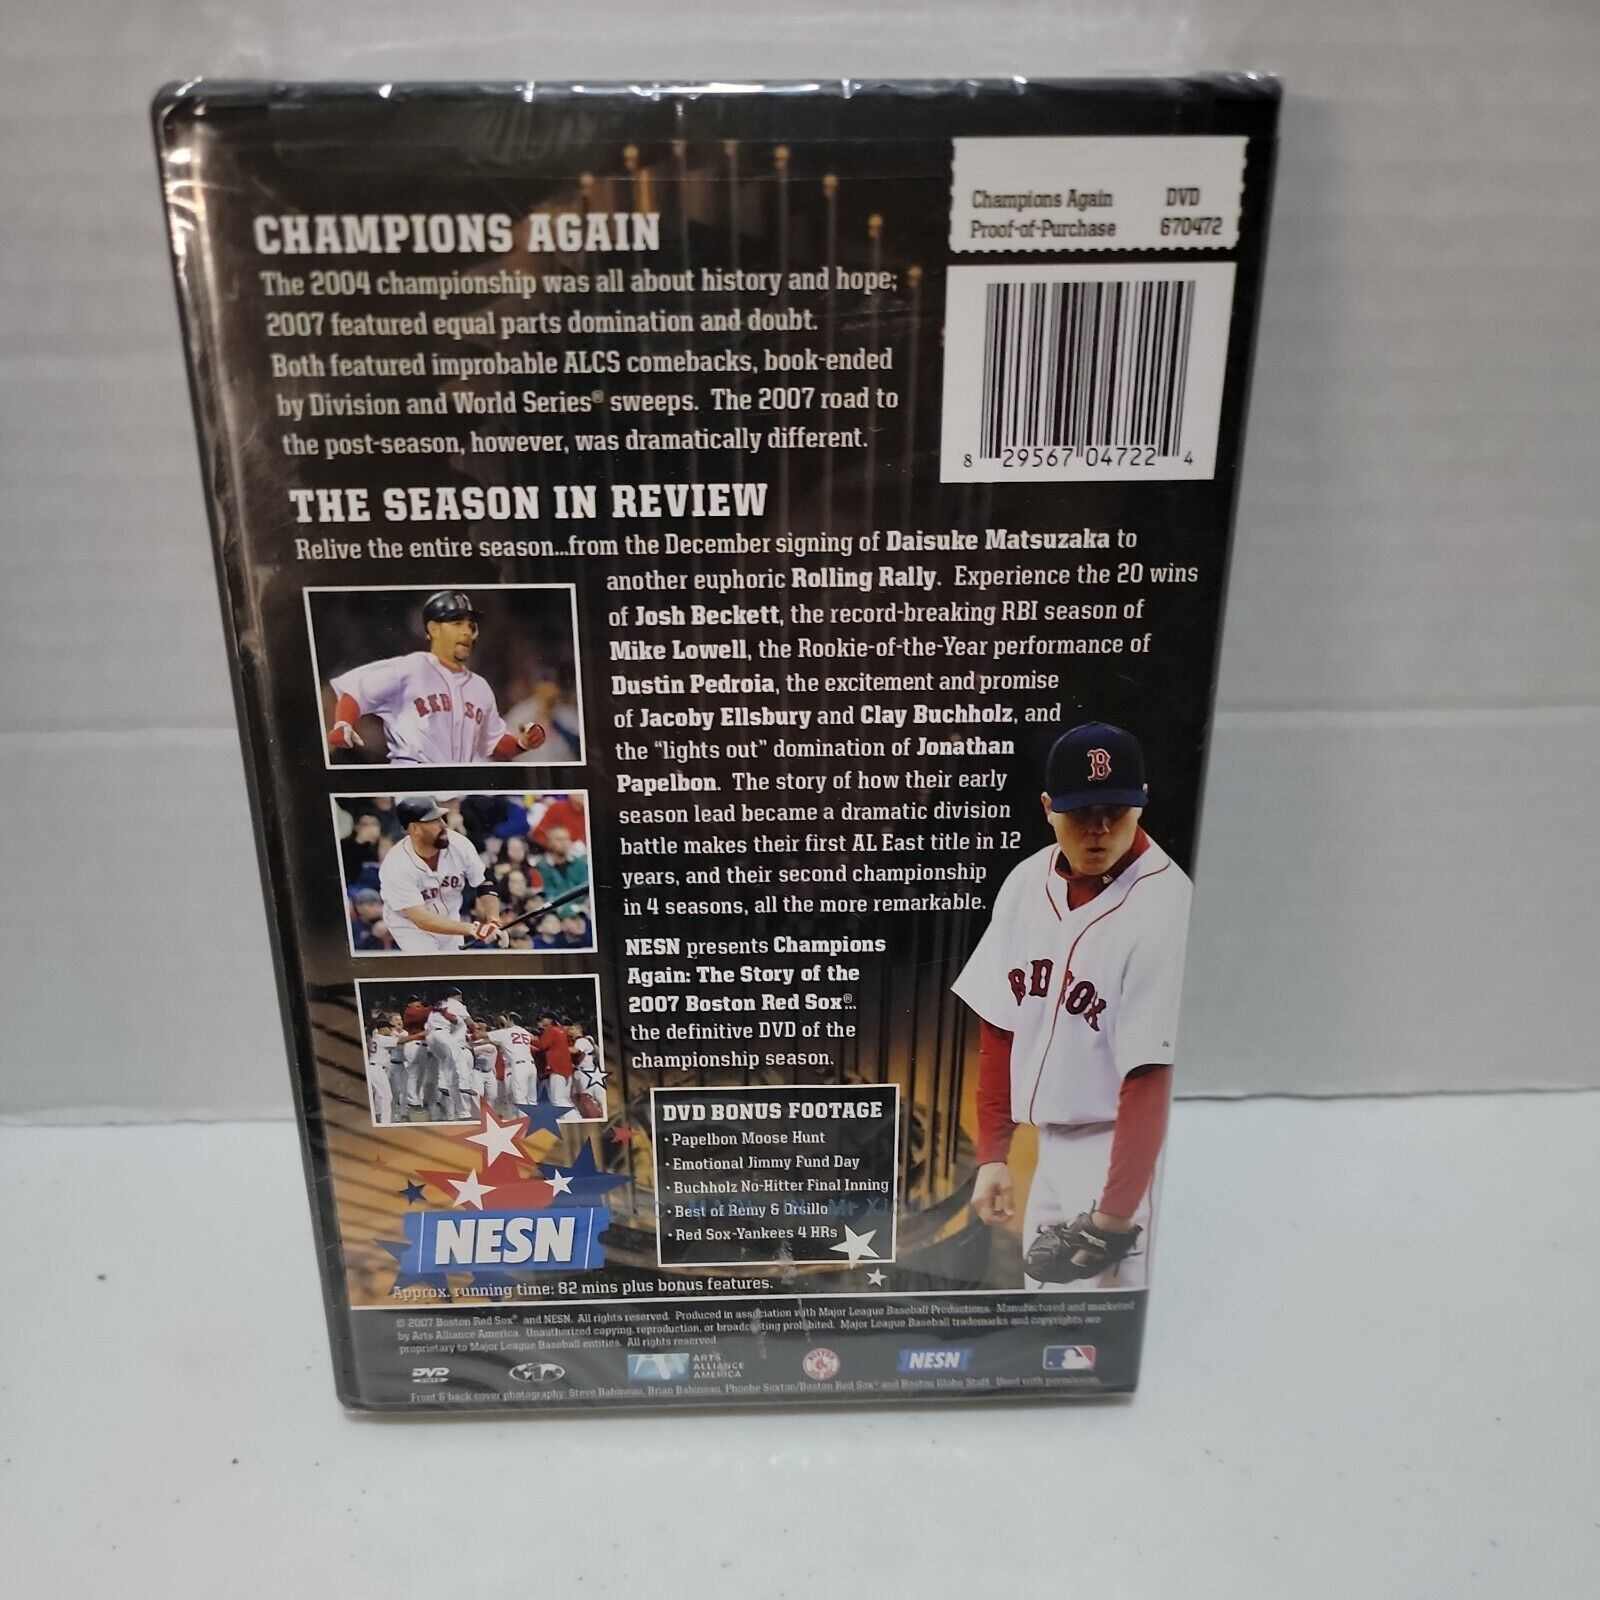 CHAMPIONS AGAIN
The 2004 championship was all about history and hope;
2007 featured equal parts domination and doubt.
Both featured improbable ALCS comebacks, book-ended
by Division and World Series® sweeps. The 2007 road to
the post-season, however, was dramatically different.
Champions Again DVD
Proof-of-Purchase 670472
8 29567 04722 4
THE SEASON IN REVIEW
Relive the entire season...from the December signing of Daisuke Matsuzaka to
another euphoric Rolling Rally. Experience the 20 wins
of Josh Beckett, the record-breaking RBI season of
Mike Lowell, the Rookie-of-the-Year performance of
Dustin Pedroia, the excitement and promise
of Jacoby Ellsbury and Clay Buchholz, and
the "lights out" domination of Jonathan
Papelbon. The story of how their early
season lead became a dramatic division
battle makes their first AL East title in 12
years, and their second championship
in 4 seasons, all the more remarkable.
NESN presents Champions
Again: The Story of the
2007 Boston Red Sox®...
the definitive DVD of the
championship season.
DVD BONUS FOOTAGE
• Papelbon Moose Hunt
• Emotional Jimmy Fund Day
• Buchholz No-Hitter Final Inning
• Best of Remy & Orsillo
• Red Sox-Yankees 4 HRs
RED SO
RED SOX
25
B
RED SOX
NESN
Approx. running time: 82 mins plus bonus features.
© 2007 Boston Red Sox® and NESN. All rights reserved. Produced in association with Major League Baseball Productions. Manufactured and marketed
by Arts Alliance America. Unauthorized copying, reproduction, or broadcasting prohibited. Major League Baseball trademarks and copyrights are
proprietary to Major League Baseball entities. All rights reserved.
DVD VIDEO
ARTS
ALLIANCE
AMERICA
NESN
Front & back cover photography: Steve Babineau, Brian Babineau, Phoebe Sexton/Boston Red Sox® and Boston Globe Staff. Used with permission.